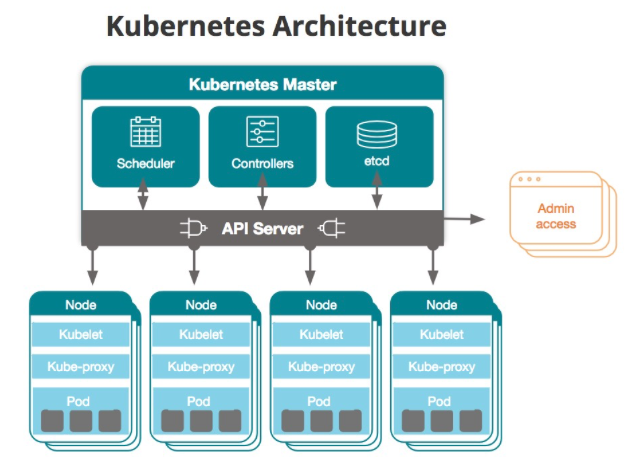 Kubernetes Architecture
Kubernetes Master
Scheduler
Controllers
etcd
API Server
Admin
access
Node
Kubelet
Kube-proxy
Pod
Node
Kubelet
Kube-proxy
Pod
Node
Kubelet
Kube-proxy
Pod
Node
Kubelet
Kube-proxy
Pod